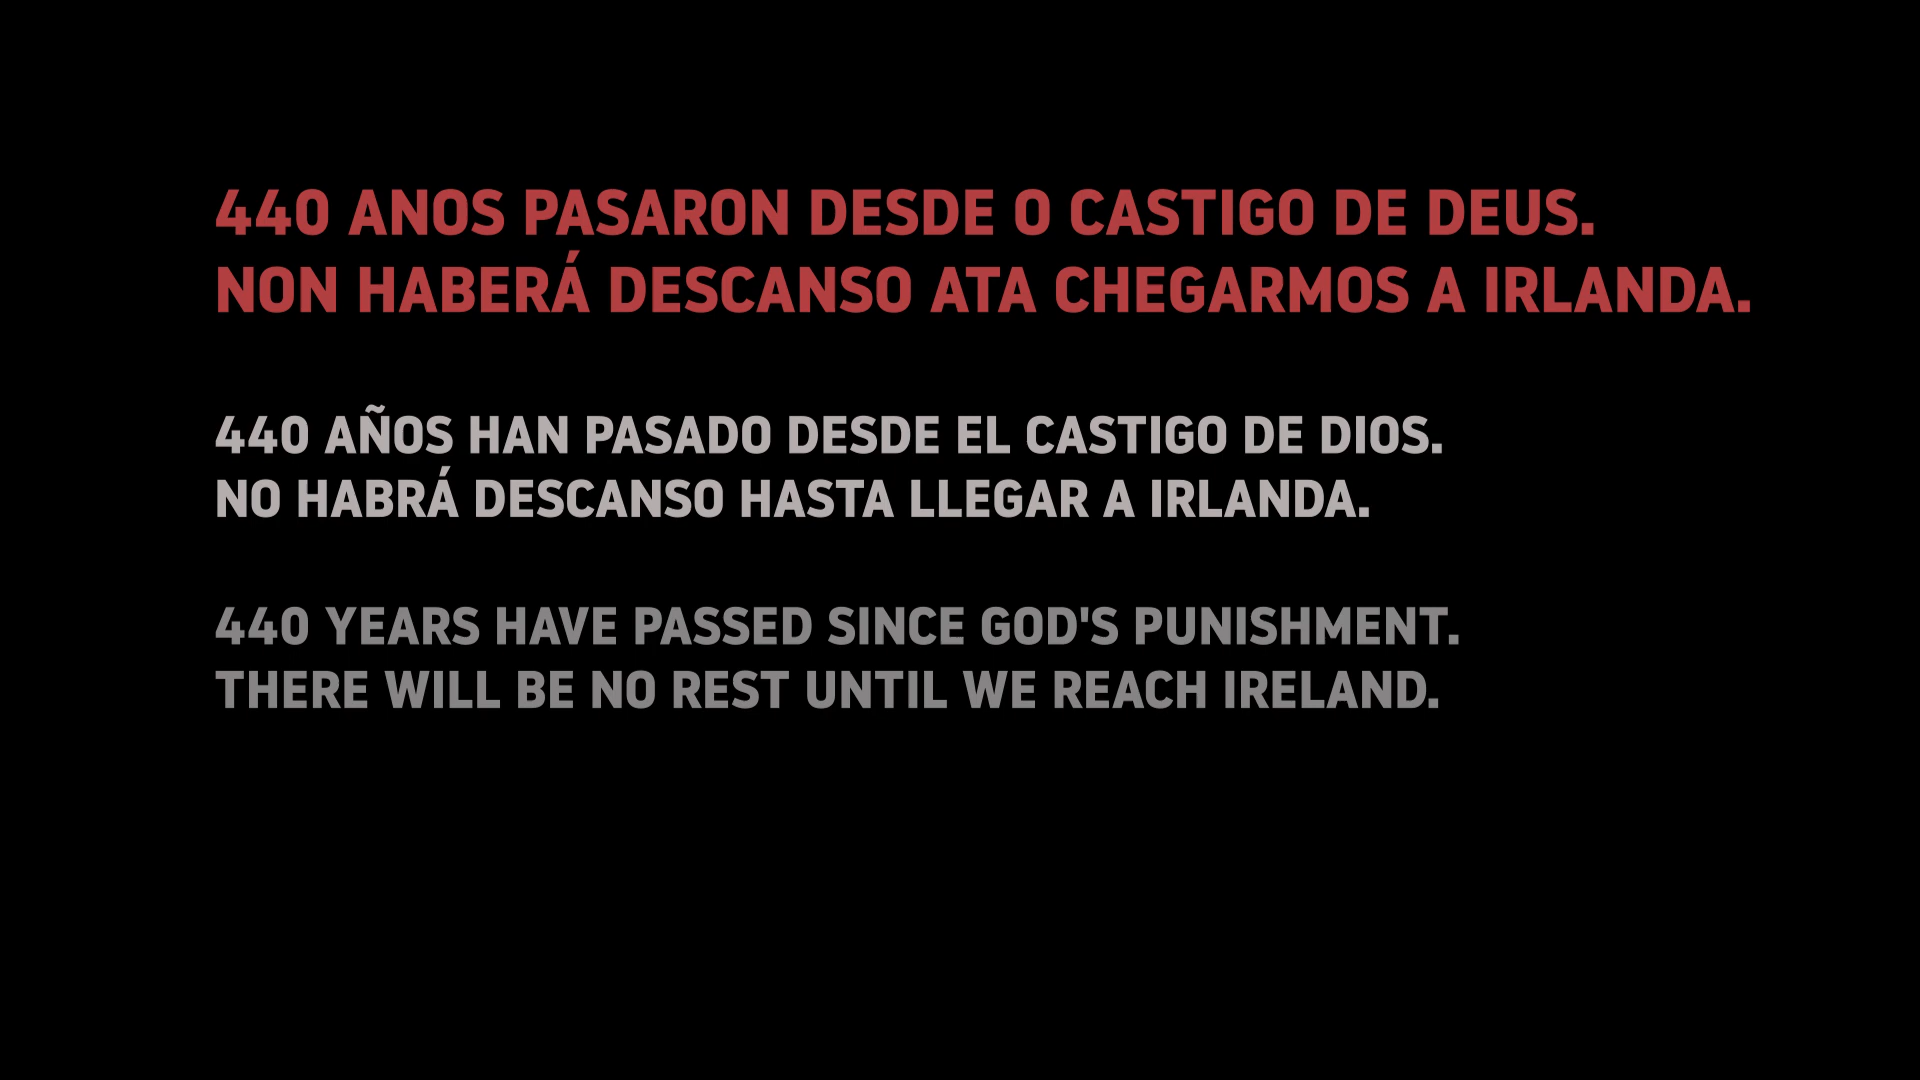 440 ANOS PASARON DESDE O CASTIGO DE DEUS.
NON HABERÁ DESCANSO ATA CHEGARMOS A IRLANDA.
440 AÑOS HAN PASADO DESDE EL CASTIGO DE DIOS.
NO HABRÁ DESCANSO HASTA LLEGAR A IRLANDA.
440 YEARS HAVE PASSED SINCE GOD'S PUNISHMENT.
THERE WILL BE NO REST UNTIL WE REACH IRELAND.